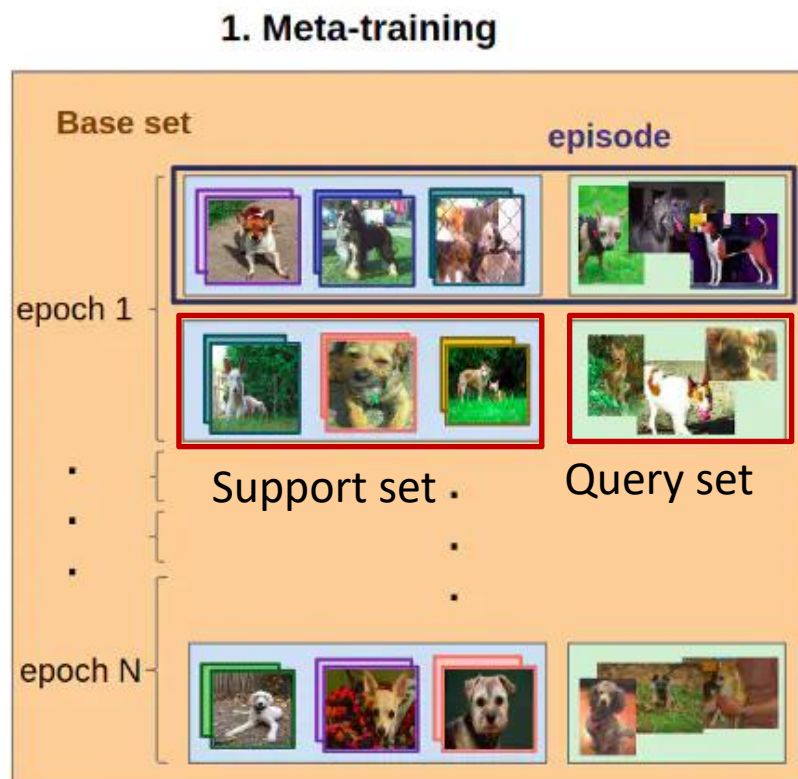 1. Meta-training
Base set
episode
epoch 1
Support set
Query set
epoch N